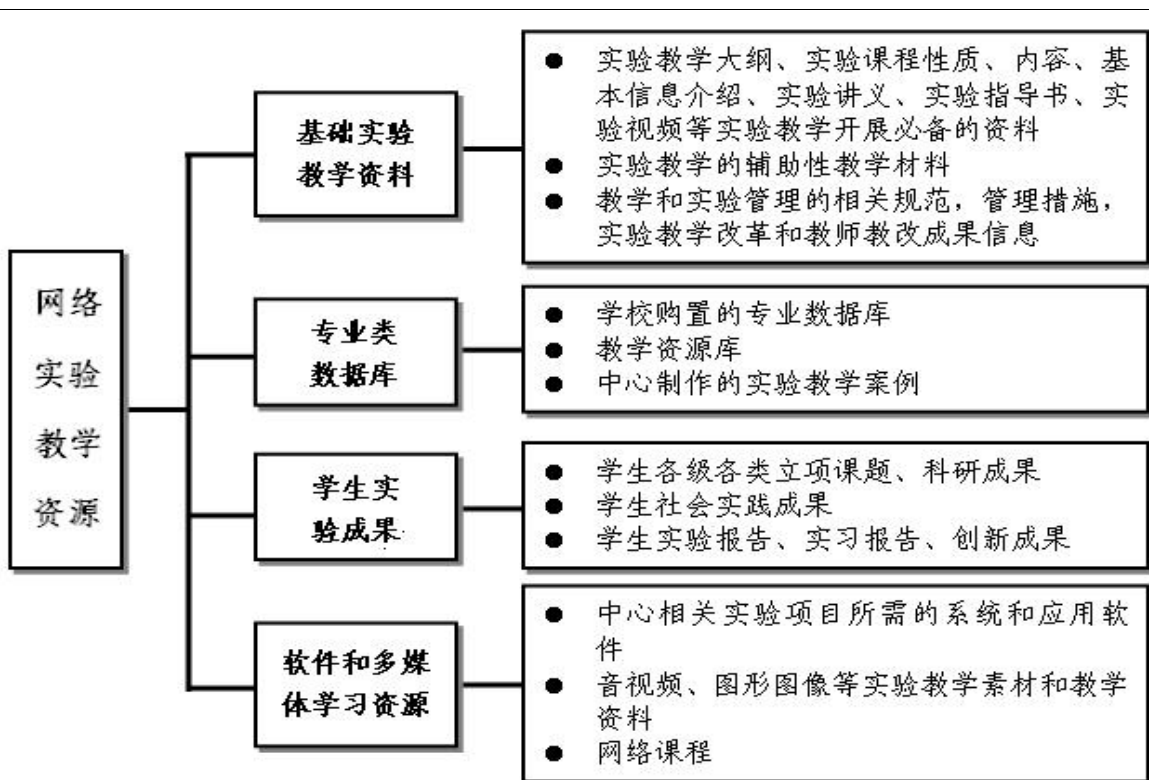 网络
实验
教学
资源
基础实验
教学资料
● 实验教学大纲、实验课程性质、内容、基
本信息介绍、实验讲义、实验指导书、实
验视频等实验教学开展必备的资料
● 实验教学的辅助性教学材料
● 教学和实验管理的相关规范，管理措施，
实验教学改革和教师教改成果信息
专业类
数据库
● 学校购置的专业数据库
● 教学资源库
● 中心制作的实验教学案例
学生实
验成果
● 学生各级各类立项课题、科研成果
● 学生社会实践成果
● 学生实验报告、实习报告、创新成果
软件和多媒
体学习资源
● 中心相关实验项目所需的系统和应用软
件
● 音视频、图形图像等实验教学素材和教学
资料
● 网络课程